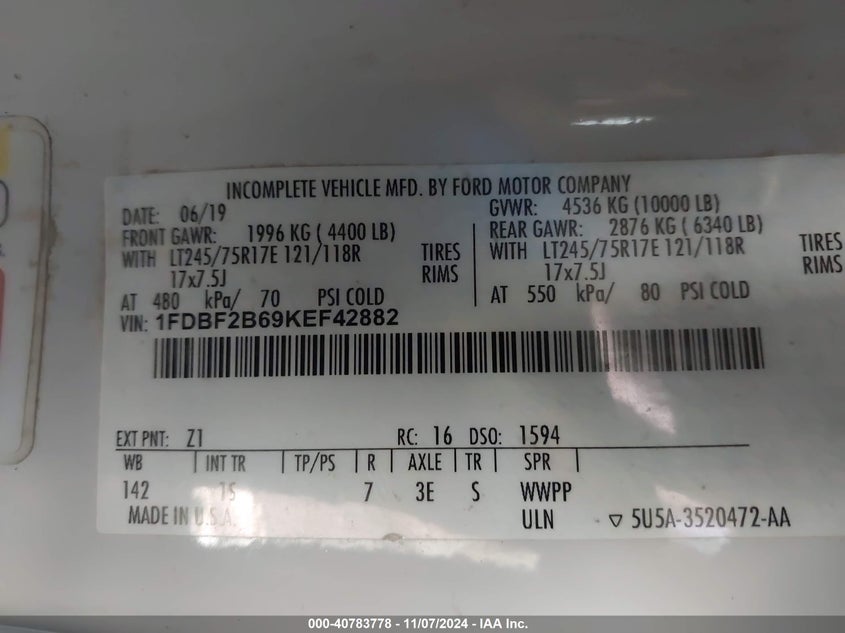 INCOMPLETE VEHICLE MFD. BY FORD MOTOR COMPANY
DATE: 06/19 GVWR: 4536 KG (10000 LB)
FRONT GAWR: 1996 KG ( 4400 LB) REAR GAWR: 2876 KG ( 6340 LB)
WITH LT245/75R17E 121/118R TIRES WITH LT245/75R17E 121/118R TIRES
17x7.5J RIMS 17x7.5J RIMS
AT 480 kPa/ 70 PSI COLD AT 550 kPa/ 80 PSI COLD
VIN: 1FDBF2B69KEF42882
EXT PNT: Z1 RC: 16 DSO: 1594
WB | INT TR | TP/PS | R | AXLE | TR | SPR |
142 7 3E S WWPP
MADE IN U.S.A. ULN ▽ 5U5A-3520472-AA
000-40783778 - 11/07/2024 - IAA Inc.